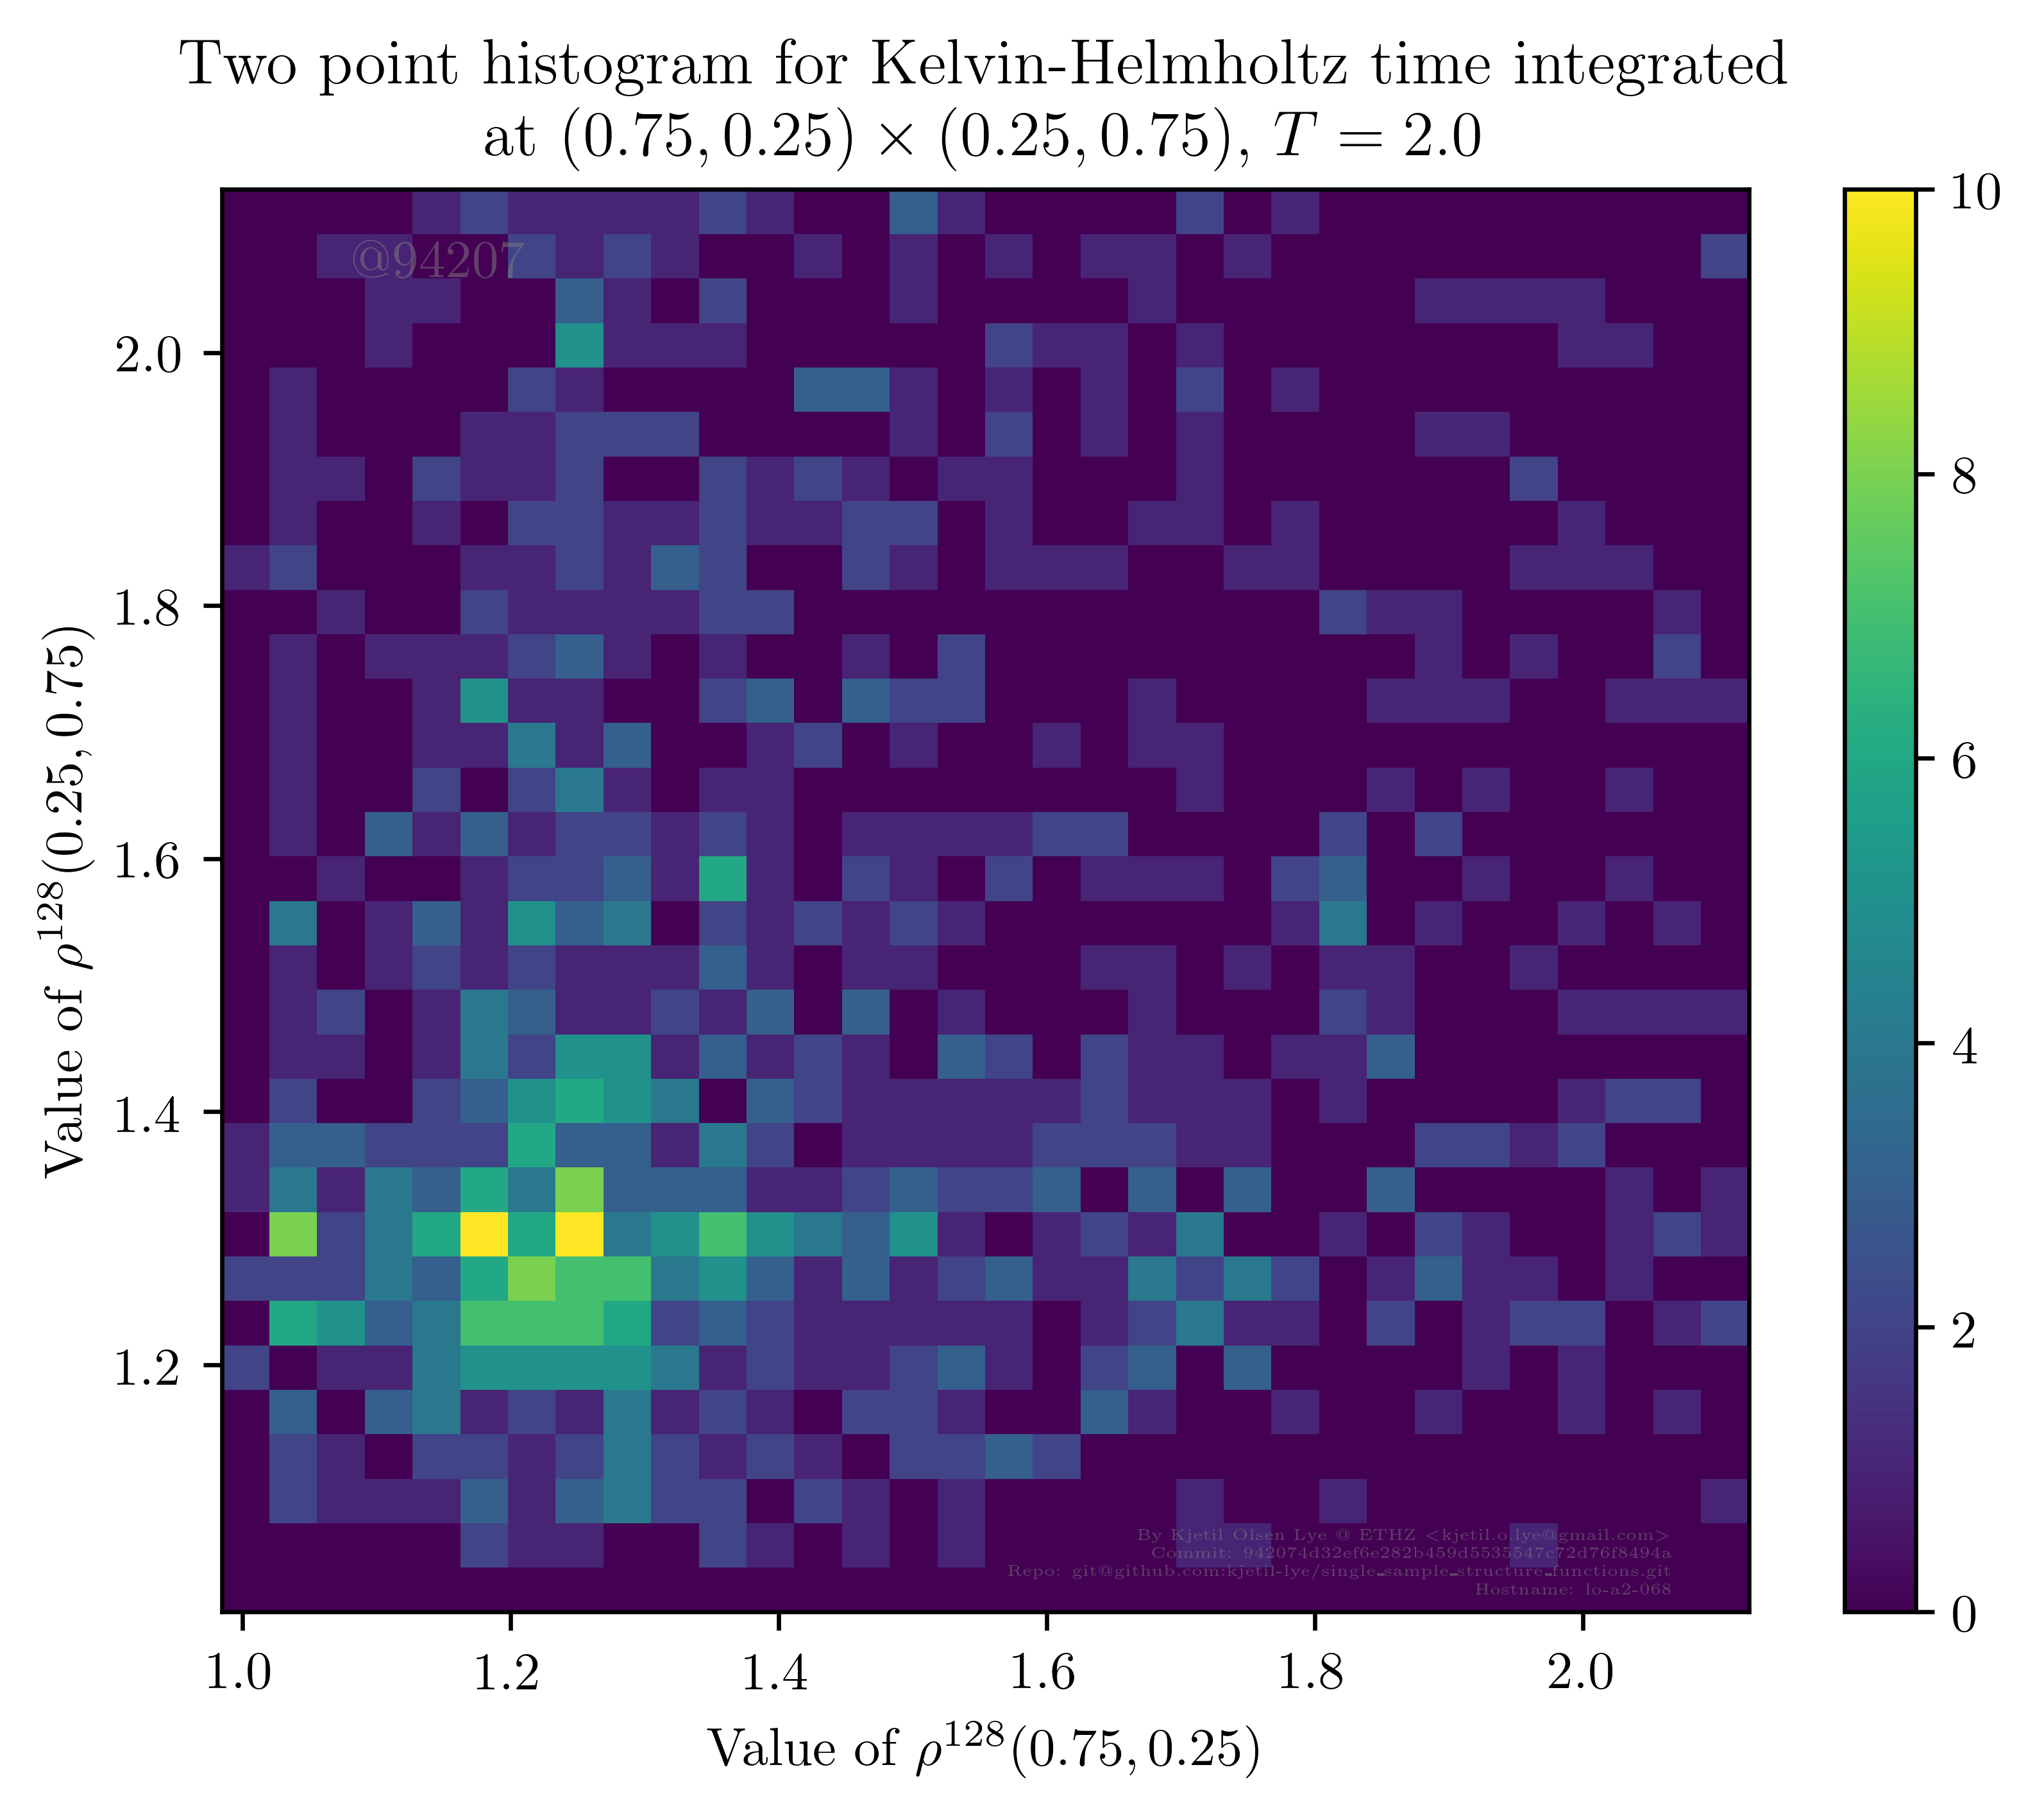 Two point histogram for Kelvin-Helmholtz time integrated
at (0.75, 0.25) × (0.25, 0.75), T = 2.0
@94207
10
8
6
4
2
0
2.0
1.8
1.6
1.4
1.2
Value of ρ¹²⁸(0.25, 0.75)
By Kjetil Olsen Lye @ ETHZ <kjetil.o.lye@gmail.com>
Commit: 942074d32ef6e282b459d5535547c72d76f8494a
Repo: git@github.com:kjetil-lye/single_sample_structure_functions.git
Hostname: lo-a2-068
1.0 1.2 1.4 1.6 1.8 2.0
Value of ρ¹²⁸(0.75, 0.25)